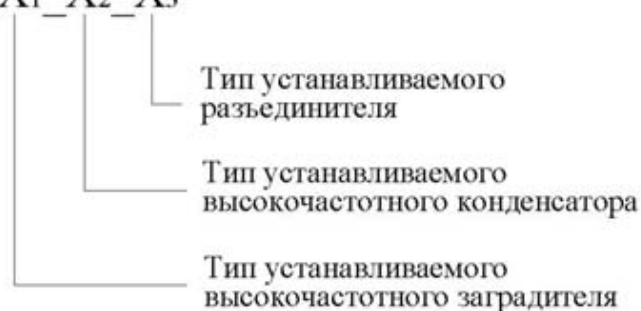 X1_X2_X3
Тип устанавливаемого
разъединителя
Тип устанавливаемого
высокочастотного конденсатора
Тип устанавливаемого
высокочастотного заградителя